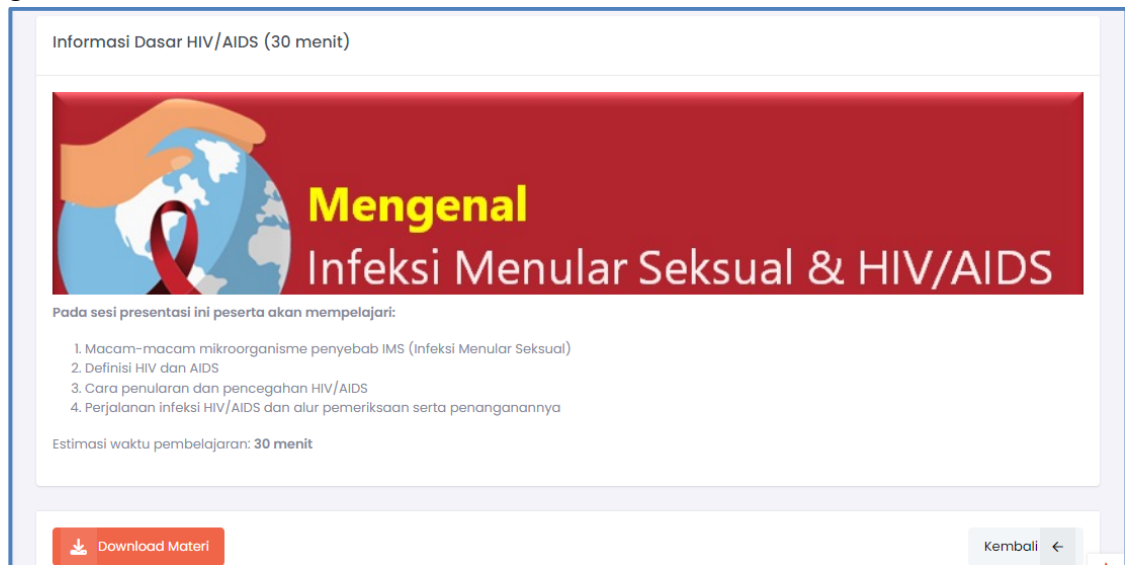 Informasi Dasar HIV/AIDS (30 menit)
Mengenal
Infeksi Menular Seksual & HIV/AIDS
Pada sesi presentasi ini peserta akan mempelajari:
1. Macam-macam mikroorganisme penyebab IMS (Infeksi Menular Seksual)
2. Definisi HIV dan AIDS
3. Cara penularan dan pencegahan HIV/AIDS
4. Perjalanan infeksi HIV/AIDS dan alur pemeriksaan serta penanganannya
Estimasi waktu pembelajaran: 30 menit
Download Materi
Kembali